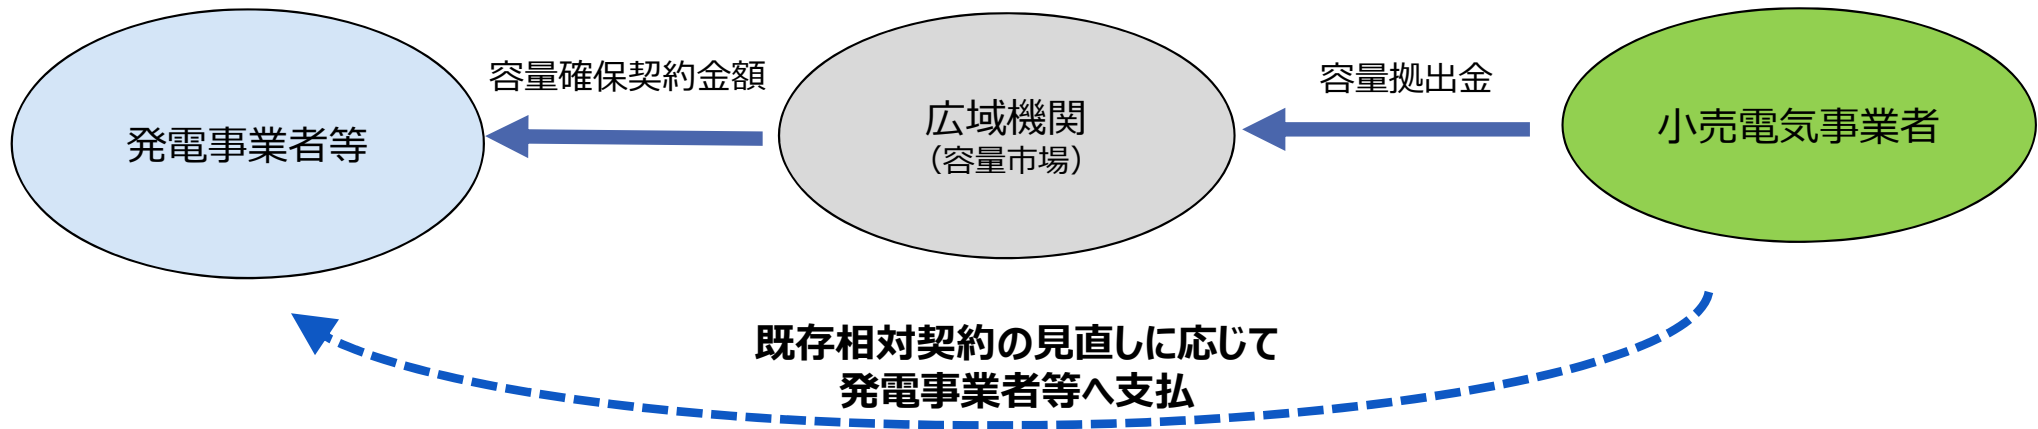 容量確保契約金額
容量拠出金
発電事業者等
広域機関
（容量市場）
小売電気事業者
既存相対契約の見直しに応じて
発電事業者等へ支払